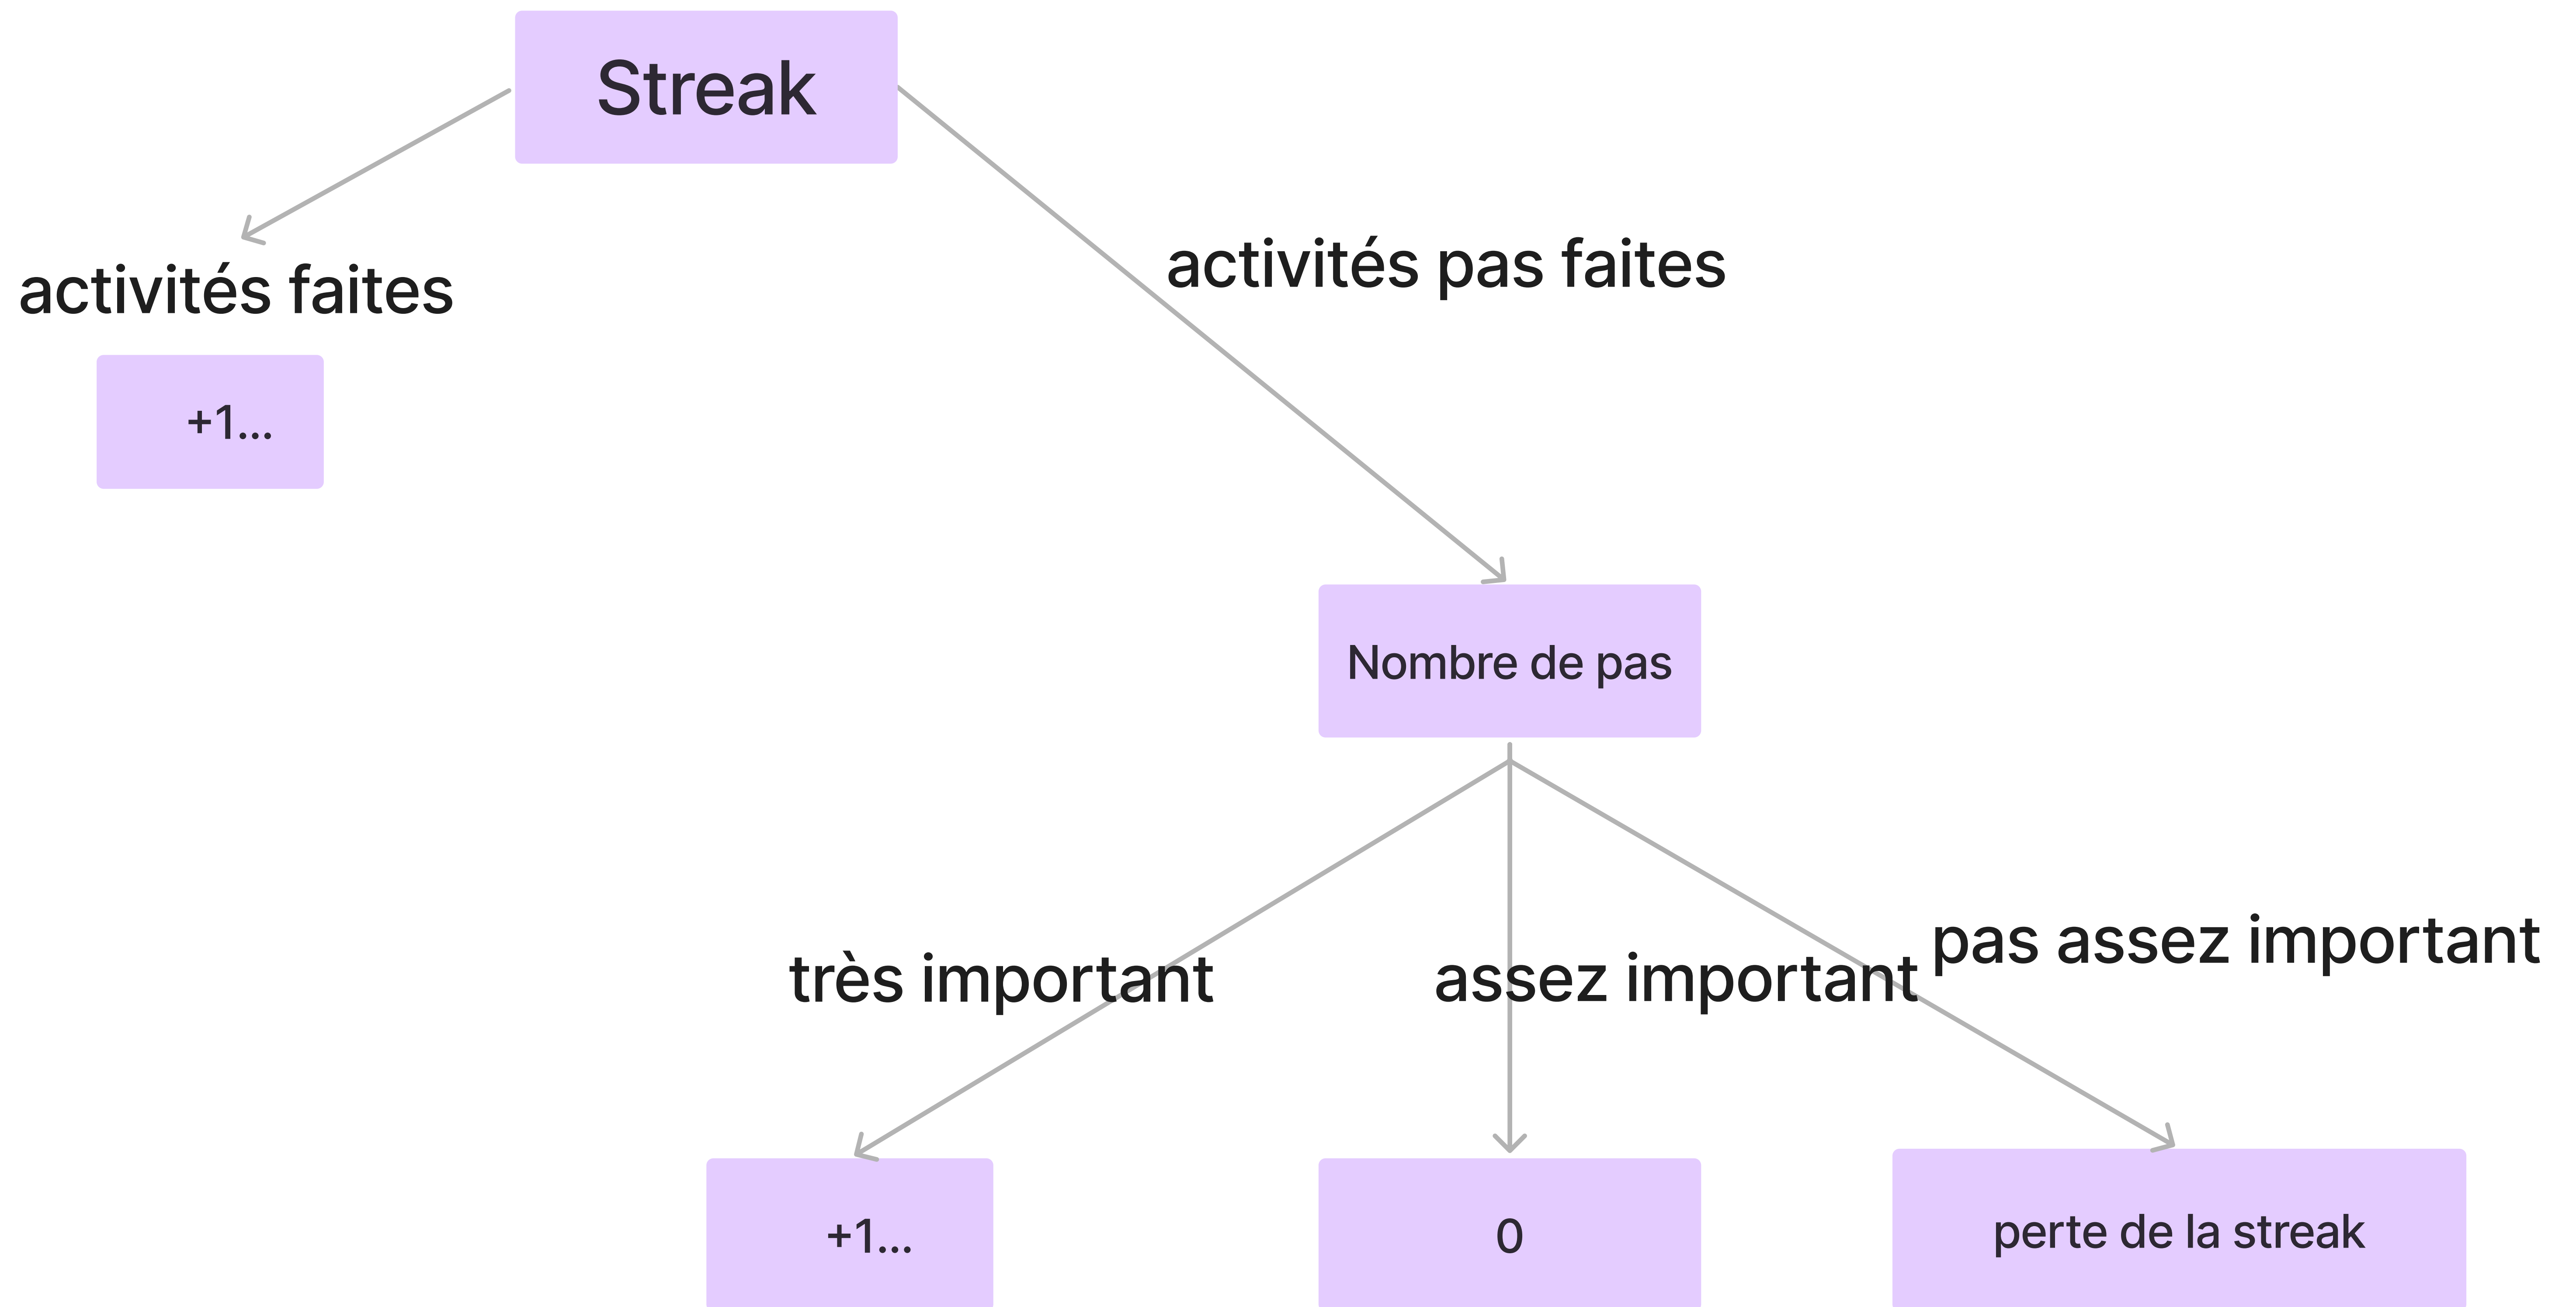 Streak
activités faites
activités pas faites
+1...
Nombre de pas
très important
assez important
pas assez important
+1...
0
perte de la streak